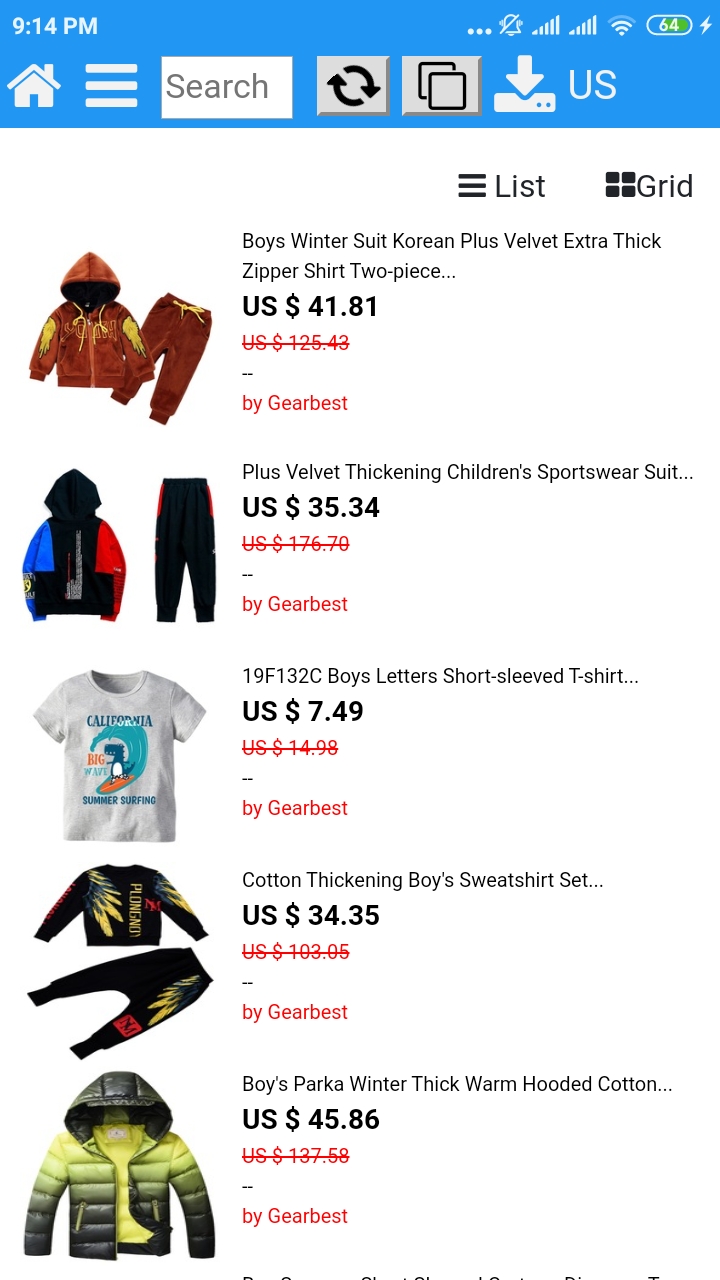 9:14 PM
64
Search
US
List
Grid
Boys Winter Suit Korean Plus Velvet Extra Thick
Zipper Shirt Two-piece...
US $ 41.81
US $ 125.43
--
by Gearbest
Plus Velvet Thickening Children's Sportswear Suit...
US $ 35.34
US $ 176.70
--
by Gearbest
CALIFORNIA
BIG
WAVE
SUMMER SURFING
19F132C Boys Letters Short-sleeved T-shirt...
US $ 7.49
US $ 14.98
--
by Gearbest
Cotton Thickening Boy's Sweatshirt Set...
US $ 34.35
US $ 103.05
--
by Gearbest
Boy's Parka Winter Thick Warm Hooded Cotton...
US $ 45.86
US $ 137.58
--
by Gearbest